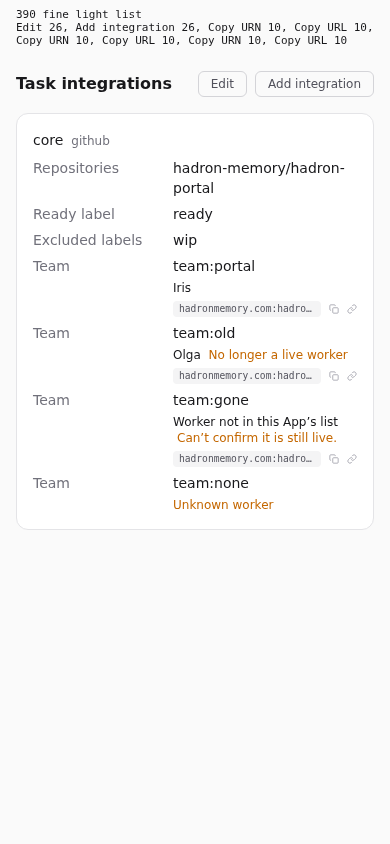 390 fine light list
Edit 26, Add integration 26, Copy URN 10, Copy URL 10,
Copy URN 10, Copy URL 10, Copy URN 10, Copy URL 10
Task integrations Edit Add integration
core github
Repositories hadron-memory/hadron-
portal
Ready label ready
Excluded labels wip
Team team:portal
Iris
hadronmemory.com:hadro…
Team team:old
Olga No longer a live worker
hadronmemory.com:hadro…
Team team:gone
Worker not in this App’s list
Can’t confirm it is still live.
hadronmemory.com:hadro…
Team team:none
Unknown worker